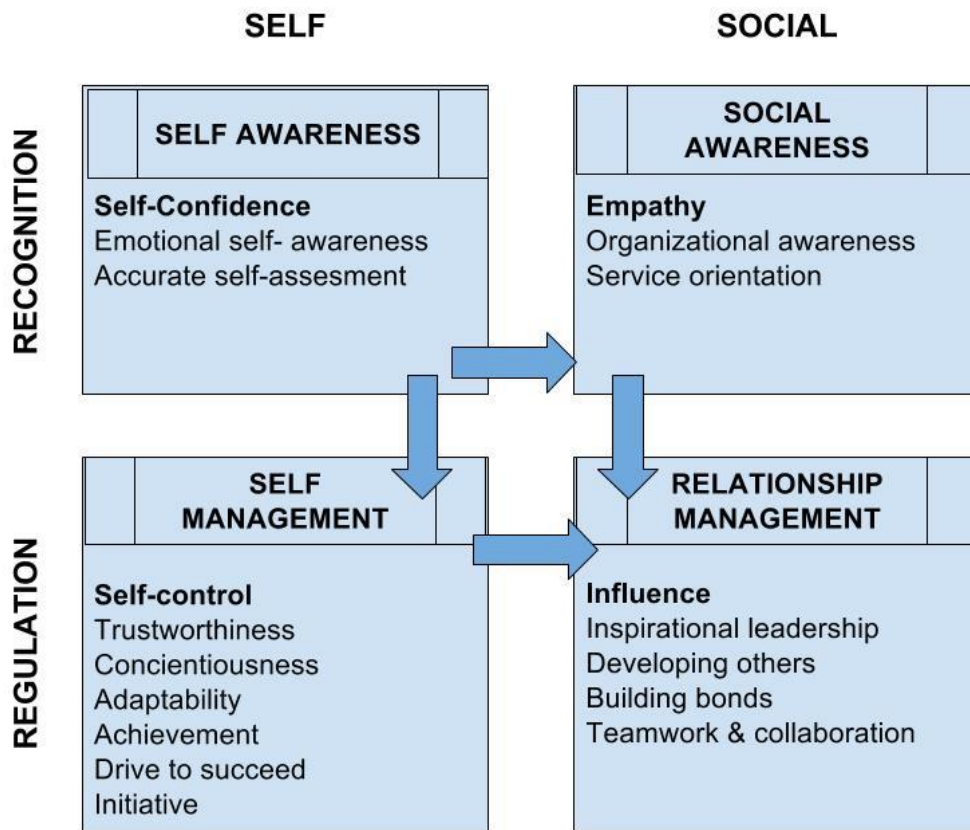 SELF
SOCIAL
RECOGNITION
SELF AWARENESS
Self-Confidence
Emotional self- awareness
Accurate self-assesment
SOCIAL
AWARENESS
Empathy
Organizational awareness
Service orientation
REGULATION
SELF
MANAGEMENT
Self-control
Trustworthiness
Concientiousness
Adaptability
Achievement
Drive to succeed
Initiative
RELATIONSHIP
MANAGEMENT
Influence
Inspirational leadership
Developing others
Building bonds
Teamwork & collaboration